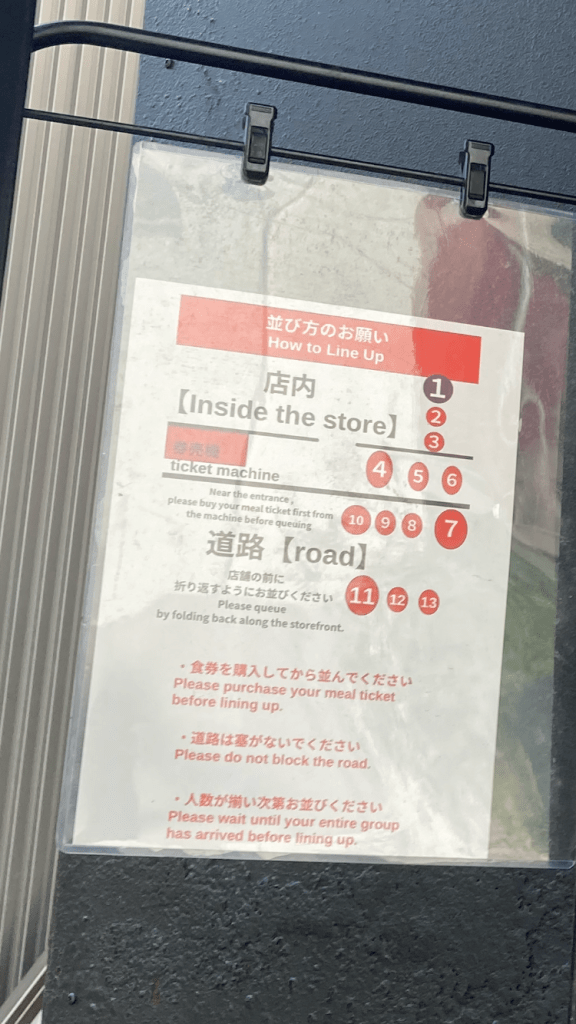 並び方のお願い
How to Line Up
店内
【Inside the store】
1
2
3
券売機
ticket machine
4 5 6
Near the entrance,
please buy your meal ticket first from
the machine before queuing
10 9 8 7
道路【road】
店舗の前に
折り返すようにお並びください
Please queue
by folding back along the storefront.
11 12 13
・食券を購入してから並んでください
Please purchase your meal ticket
before lining up.
・道路は塞がないでください
Please do not block the road.
・人数が揃い次第お並びください
Please wait until your entire group
has arrived before lining up.